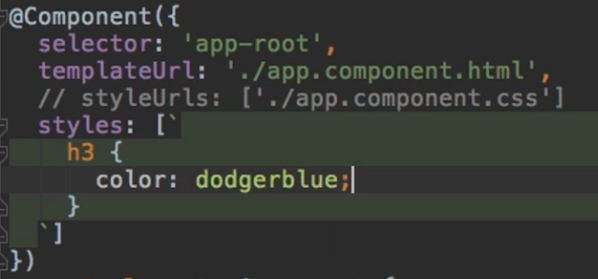 @Component({
  selector: 'app-root',
  templateUrl: './app.component.html',
  // styleUrls: ['./app.component.css']
  styles: [`
    h3 {
      color: dodgerblue;
    }
  `]
})